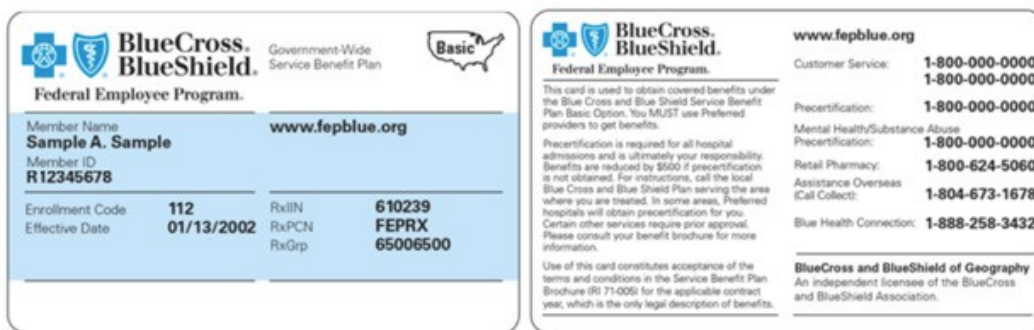 BlueCross®
BlueShield®
Federal Employee Program.
Government-Wide
Service Benefit Plan
Basic
Member Name
Sample A. Sample
www.fepblue.org
Member ID
R12345678
Enrollment Code 112
Effective Date 01/13/2002
RxIIN 610239
RxPCN FEPRX
RxGrp 65006500
BlueCross®
BlueShield®
Federal Employee Program.
This card is used to obtain covered benefits under
the Blue Cross and Blue Shield Service Benefit
Plan Basic Option. You MUST use Preferred
providers to get benefits.
Precertification is required for all hospital
admissions and is ultimately your responsibility.
Benefits are reduced by $500 if precertification
is not obtained. For instructions, call the local
Blue Cross and Blue Shield Plan serving the area
where you are treated. In some areas, Preferred
hospitals will obtain precertification for you.
Certain other services require prior approval.
Please consult your benefit brochure for more
information.
Use of this card constitutes acceptance of the
terms and conditions in the Service Benefit Plan
Brochure (RI 71-005) for the applicable contract
year, which is the only legal description of benefits.
www.fepblue.org
Customer Service: 1-800-000-0000
1-800-000-0000
Precertification: 1-800-000-0000
Mental Health/Substance Abuse
Precertification: 1-800-000-0000
Retail Pharmacy: 1-800-624-5060
Assistance Overseas
(Call Collect): 1-804-673-1678
Blue Health Connection: 1-888-258-3432
BlueCross and BlueShield of Geography
An independent licensee of the BlueCross
and BlueShield Association.